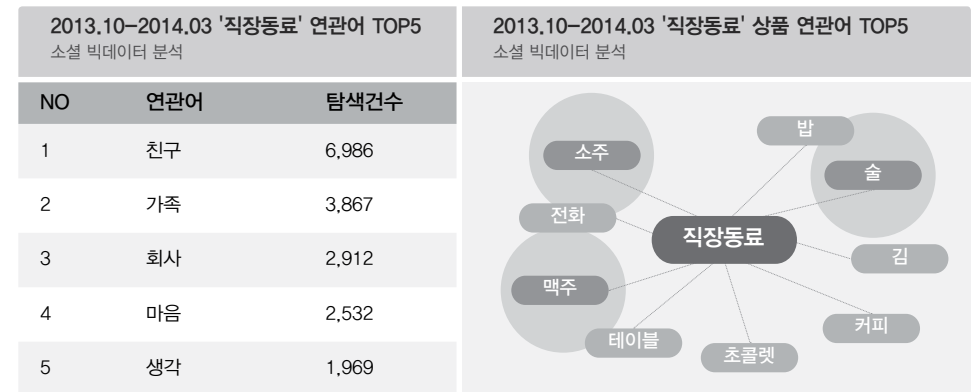 2013.10-2014.03 '직장동료' 연관어 TOP5
소셜 빅데이터 분석
NO 연관어 탐색건수
1 친구 6,986
2 가족 3,867
3 회사 2,912
4 마음 2,532
5 생각 1,969
2013.10-2014.03 '직장동료' 상품 연관어 TOP5
소셜 빅데이터 분석
밥
소주
술
전화
직장동료
김
맥주
커피
테이블
초콜렛